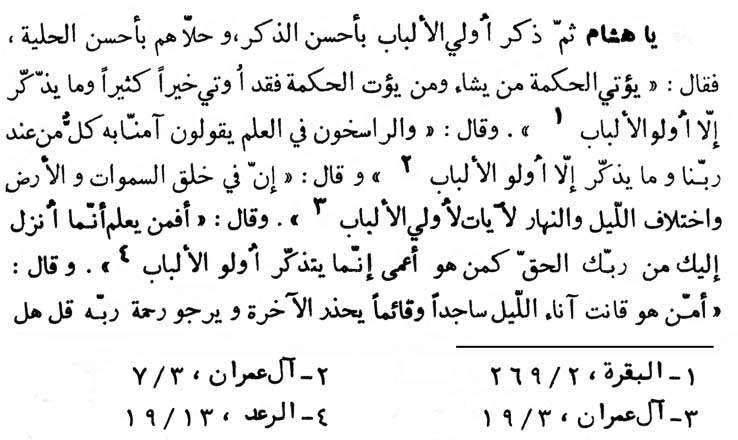 يا هشام ثمّ ذكر اُولي الألباب بأحسن الذكر، و حلاّهم بأحسن الحلية ،
فقال : « يؤتي الحكمة من يشاء ومن يؤت الحكمة فقد اُوتي خيراً كثيراً وما يذّكّر
إلّا اُولو الألباب ١ » . وقال : « والراسخون في العلم يقولون آمنّا به كلٌّ من عند
ربّنا و ما يذكّر إلّا اُولو الألباب ٢ » و قال : « إنّ في خلق السموات و الأرض
واختلاف اللّيل والنهار لآيات لاُولي الألباب ٣ » . وقال : « أفمن يعلم أنّما اُنزل
إليك من ربّك الحقّ كمن هو أعمى إنّما يتذكّر اُولو الألباب ٤ » . و قال :
« أمّن هو قانت آناء اللّيل ساجداً وقائماً يحذر الآخرة و يرجو رحمة ربّه قل هل
١- البقرة ، ٢/٢٦٩
٢- آل عمران ، ٣/٧
٣- آل عمران ، ٣/١٩
٤- الرعد ، ١٣/١٩